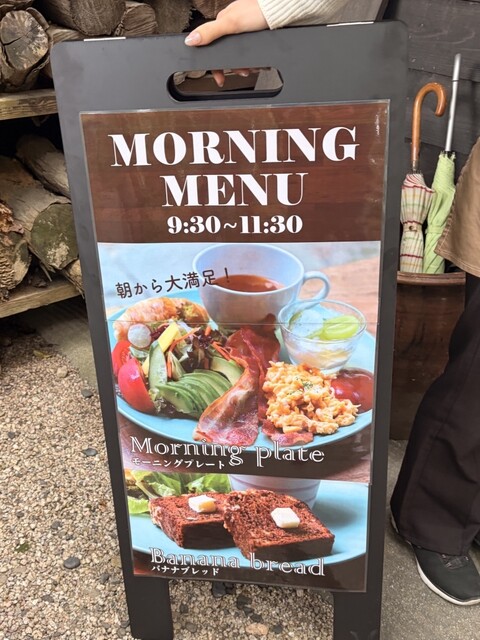 MORNING
MENU
9:30~11:30
朝から大満足！
Morning plate
モーニングプレート
Banana bread
バナナブレッド